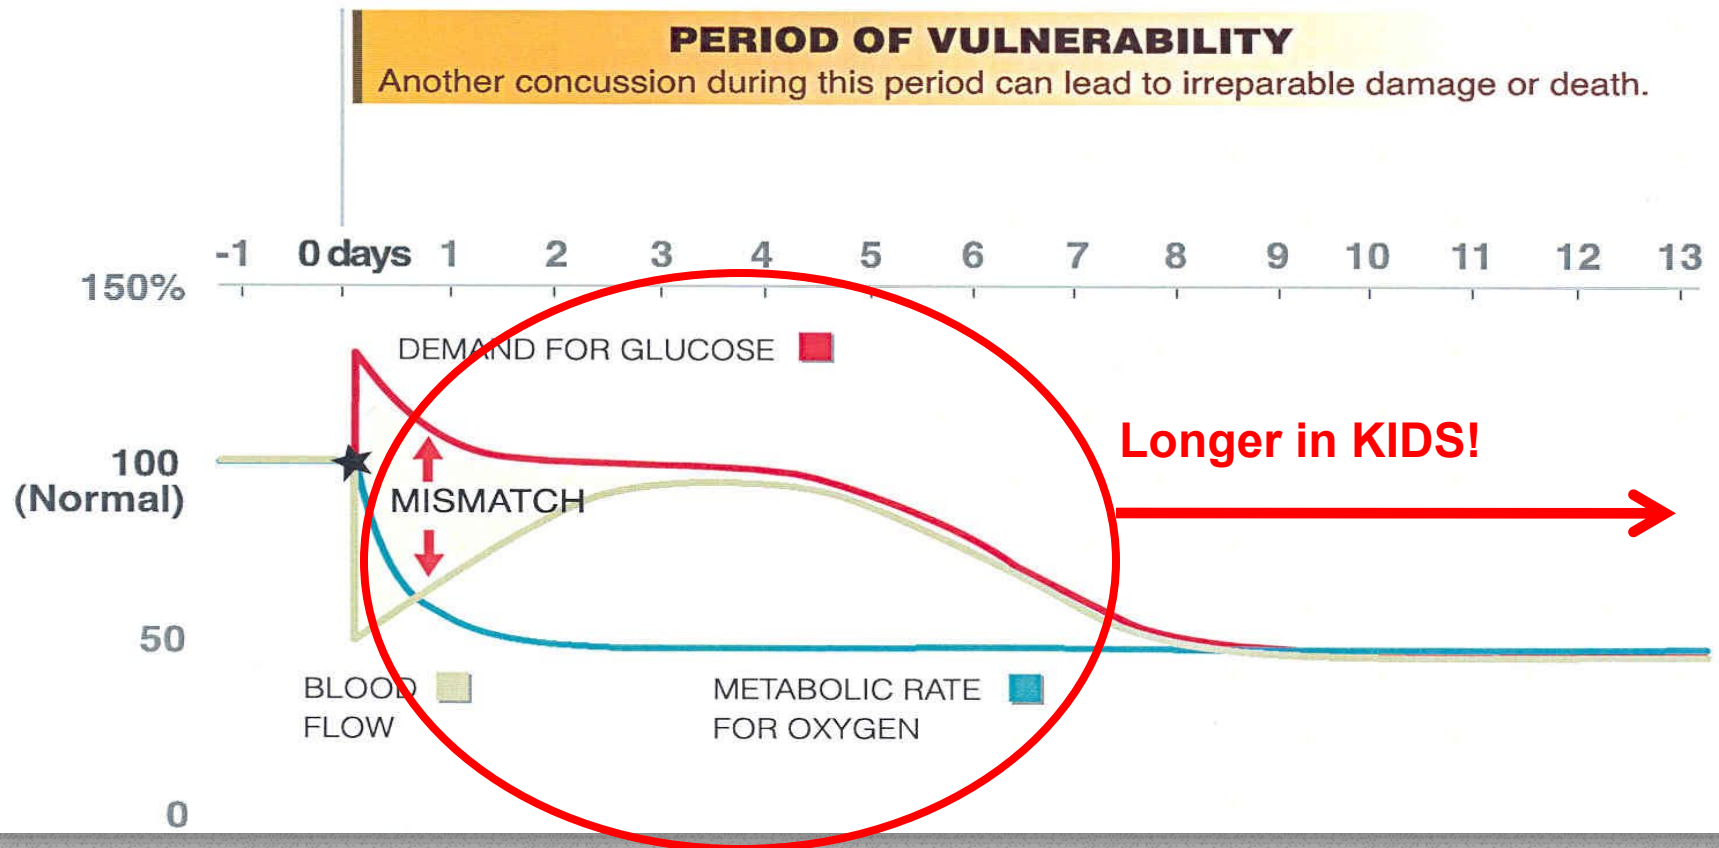 PERIOD OF VULNERABILITY
Another concussion during this period can lead to irreparable damage or death.
-1 0 days 1 2 3 4 5 6 7 8 9 10 11 12 13
150%
DEMAND FOR GLUCOSE
Longer in KIDS!
100
(Normal)
MISMATCH
50
BLOOD
FLOW
METABOLIC RATE
FOR OXYGEN
0